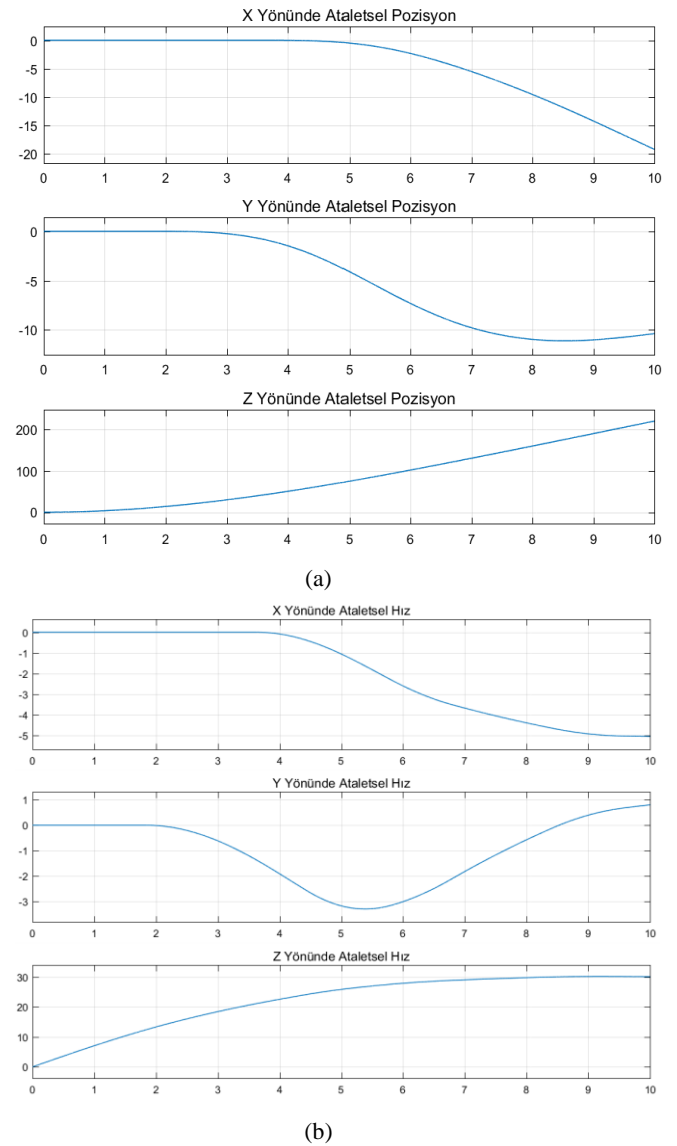 X Yönünde Ataletsel Pozisyon
0
-5
-10
-15
-20
0 1 2 3 4 5 6 7 8 9 10
Y Yönünde Ataletsel Pozisyon
0
-5
-10
0 1 2 3 4 5 6 7 8 9 10
Z Yönünde Ataletsel Pozisyon
200
100
0
0 1 2 3 4 5 6 7 8 9 10
(a)
X Yönünde Ataletsel Hız
0
-1
-2
-3
-4
-5
0 1 2 3 4 5 6 7 8 9 10
Y Yönünde Ataletsel Hız
1
0
-1
-2
-3
0 1 2 3 4 5 6 7 8 9 10
Z Yönünde Ataletsel Hız
30
20
10
0
0 1 2 3 4 5 6 7 8 9 10
(b)